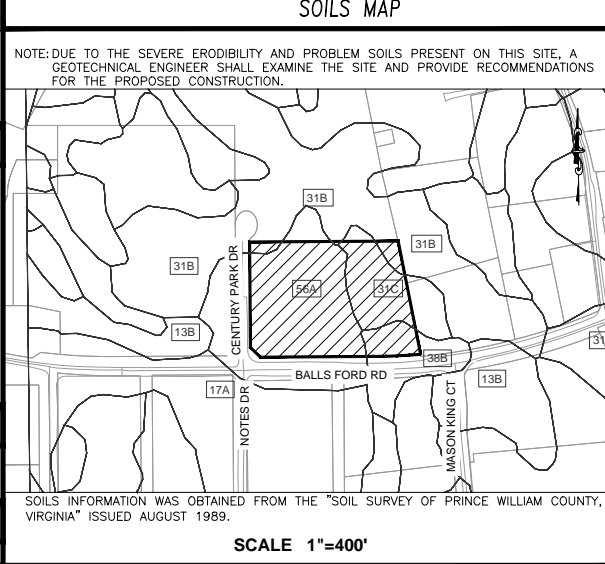 SOILS MAP
NOTE: DUE TO THE SEVERE ERODIBILITY AND PROBLEM SOILS PRESENT ON THIS SITE, A
GEOTECHNICAL ENGINEER SHALL EXAMINE THE SITE AND PROVIDE RECOMMENDATIONS
FOR THE PROPOSED CONSTRUCTION.
31B
31B
31B
CENTURY PARK DR
56A
31C
13B
38B
31
BALLS FORD RD
17A
NOTES DR
MASON KING CT
13B
SOILS INFORMATION WAS OBTAINED FROM THE "SOIL SURVEY OF PRINCE WILLIAM COUNTY,
VIRGINIA" ISSUED AUGUST 1989.
SCALE 1"=400'